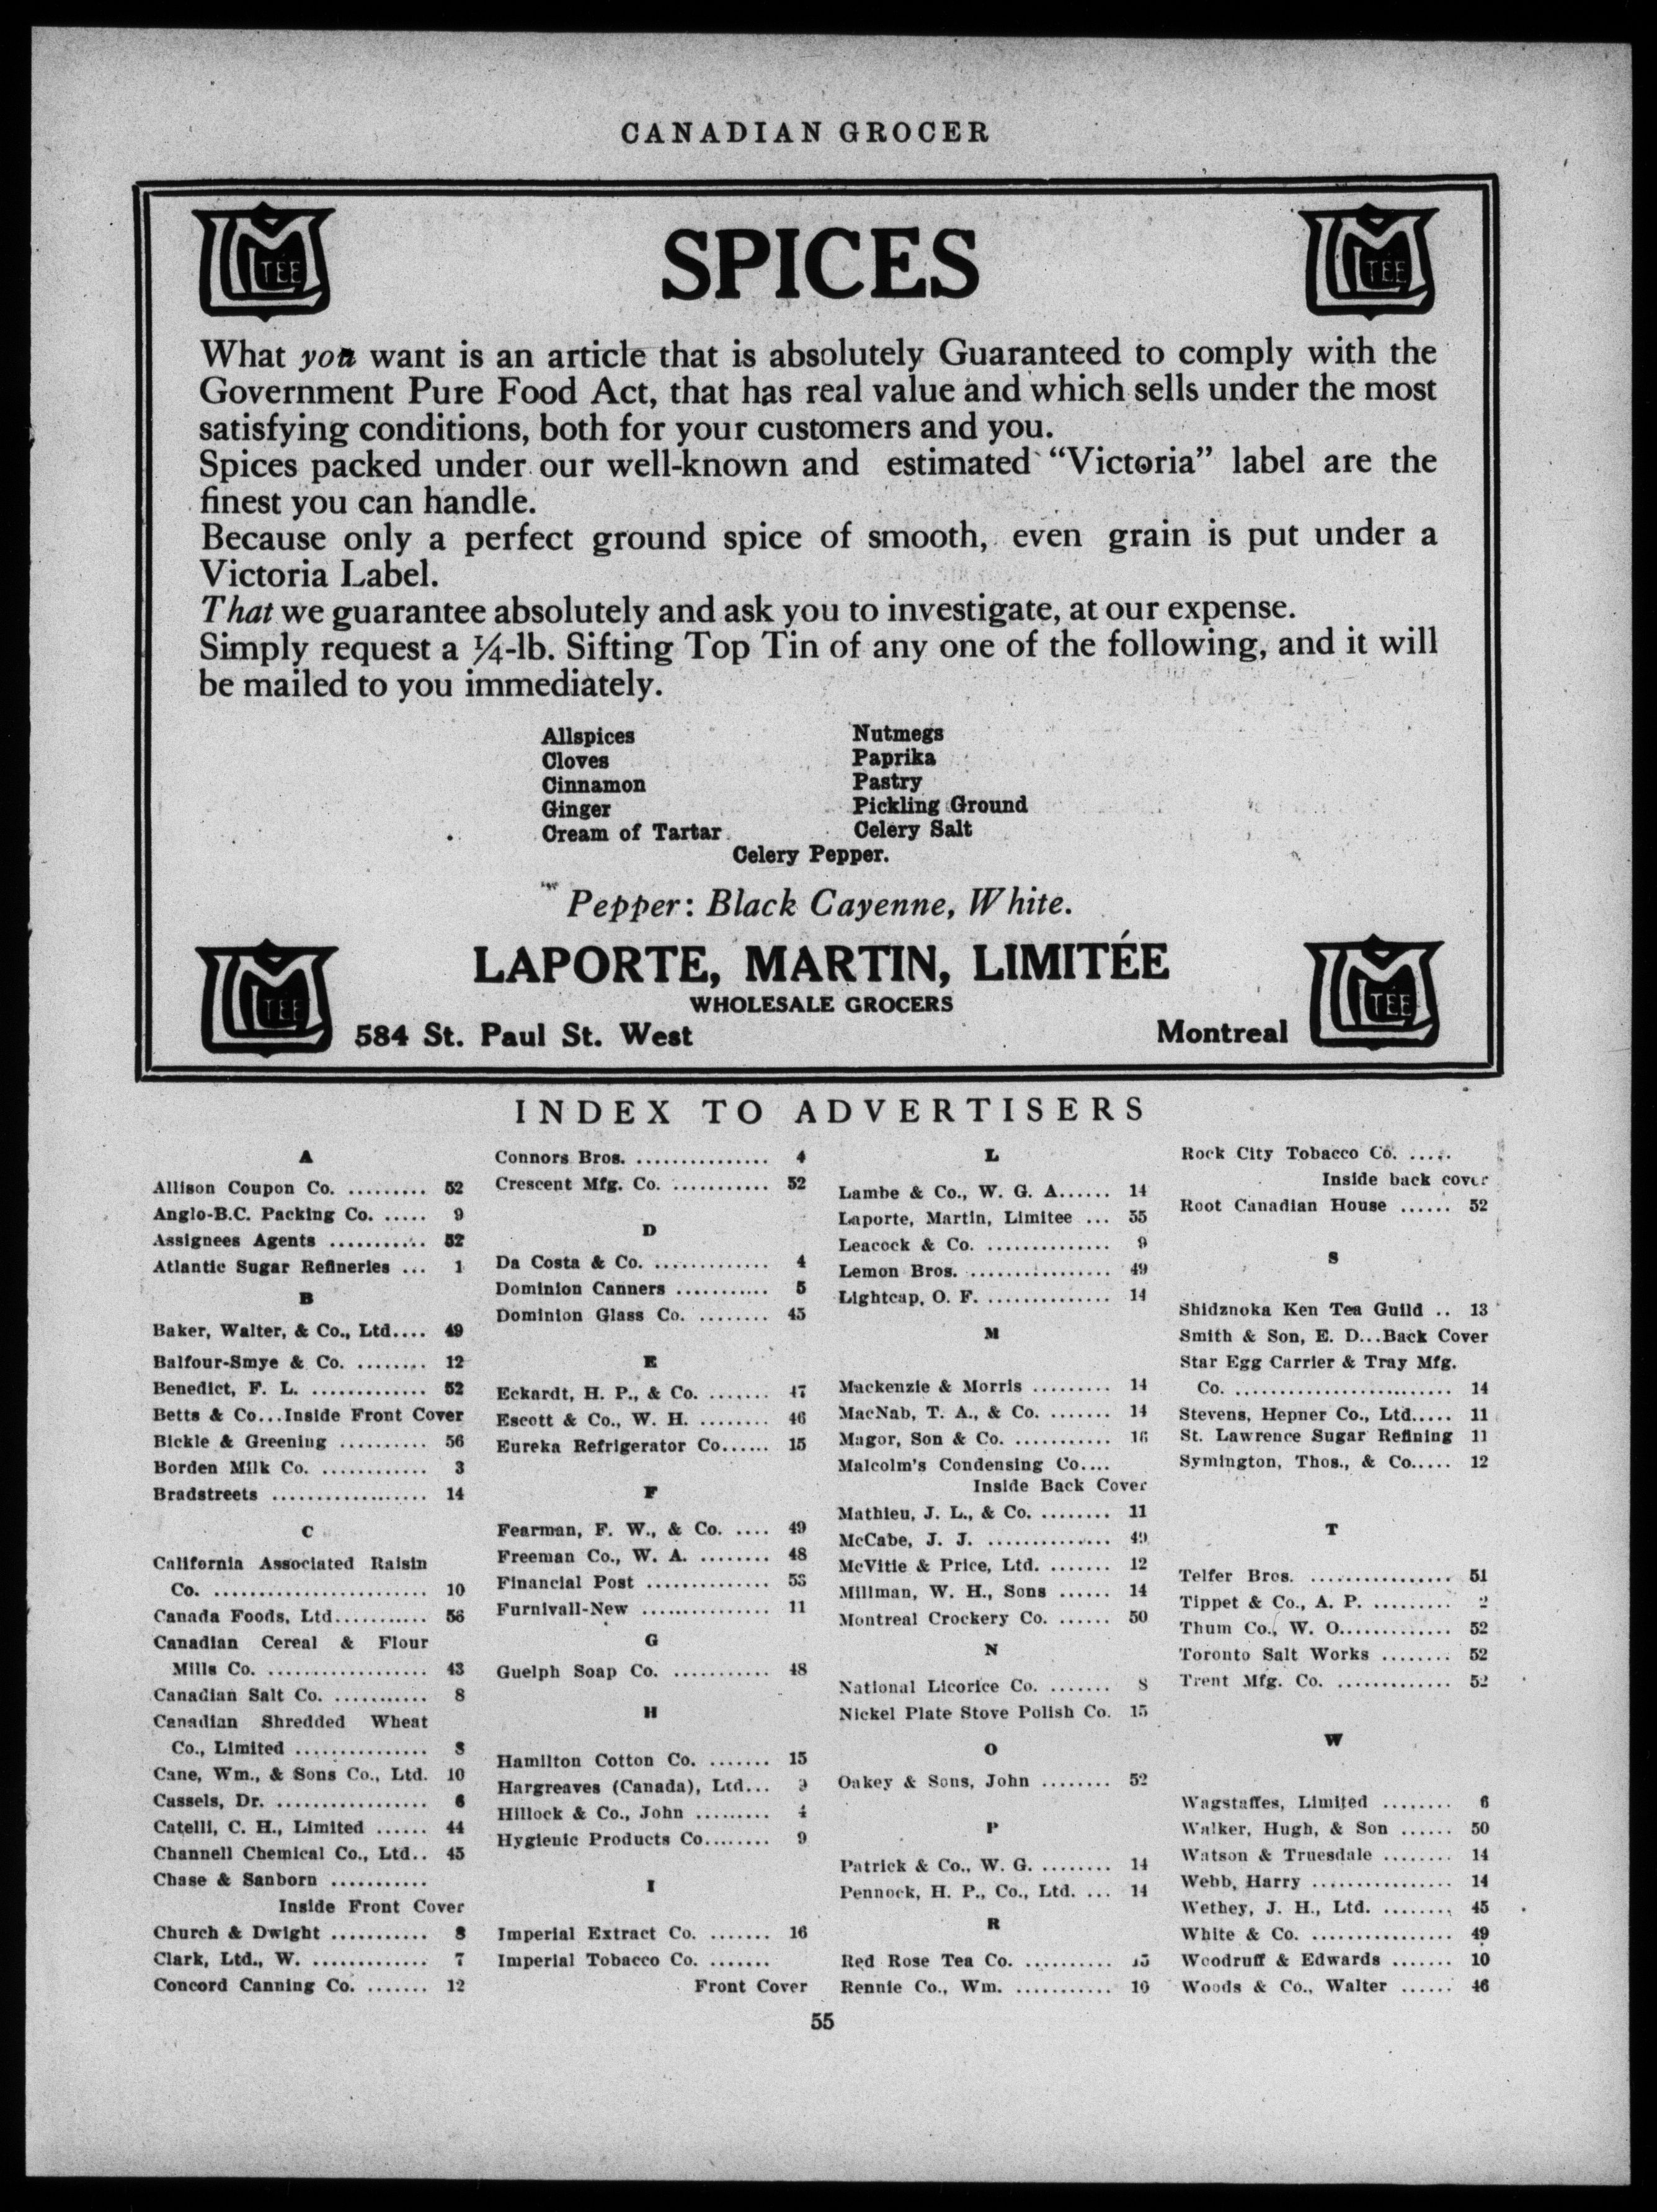 CANADIAN GROCER
LM TEE
LM TEE
SPICES
What you want is an article that is absolutely Guaranteed to comply with the
Government Pure Food Act, that has real value and which sells under the most
satisfying conditions, both for your customers and you.
Spices packed under our well-known and estimated "Victoria" label are the
finest you can handle.
Because only a perfect ground spice of smooth, even grain is put under a
Victoria Label.
That we guarantee absolutely and ask you to investigate, at our expense.
Simply request a ¼-lb. Sifting Top Tin of any one of the following, and it will
be mailed to you immediately.
Allspices
Cloves
Cinnamon
Ginger
Cream of Tartar
Nutmegs
Paprika
Pastry
Pickling Ground
Celery Salt
Celery Pepper.
Pepper: Black Cayenne, White.
LAPORTE, MARTIN, LIMITÉE
WHOLESALE GROCERS
584 St. Paul St. West Montreal
LM TEE
LM TEE
INDEX TO ADVERTISERS
A
Allison Coupon Co. ......... 52
Anglo-B.C. Packing Co. ..... 9
Assignees Agents ........... 52
Atlantic Sugar Refineries ... 1
B
Baker, Walter, & Co., Ltd.... 49
Balfour-Smye & Co. ........ 12
Benedict, F. L. ............. 52
Betts & Co...Inside Front Cover
Bickle & Greening .......... 56
Borden Milk Co. ............ 3
Bradstreets .................. 14
C
California Associated Raisin
Co. ........................ 10
Canada Foods, Ltd........... 56
Canadian Cereal & Flour
Mills Co. .................. 43
Canadian Salt Co. ........... 8
Canadian Shredded Wheat
Co., Limited ............... 8
Cane, Wm., & Sons Co., Ltd. 10
Cassels, Dr. ................. 6
Catelli, C. H., Limited ...... 44
Channell Chemical Co., Ltd.. 45
Chase & Sanborn ...........
Inside Front Cover
Church & Dwight ........... 8
Clark, Ltd., W. ............. 7
Concord Canning Co. ....... 12
Connors Bros. ............... 4
Crescent Mfg. Co. ........... 52
D
Da Costa & Co. ............. 4
Dominion Canners ........... 5
Dominion Glass Co. ........ 45
E
Eckardt, H. P., & Co. ....... 47
Escott & Co., W. H. ........ 46
Eureka Refrigerator Co...... 15
F
Fearman, F. W., & Co. .... 49
Freeman Co., W. A. ........ 48
Financial Post .............. 53
Furnivall-New ............... 11
G
Guelph Soap Co. ........... 48
H
Hamilton Cotton Co. ....... 15
Hargreaves (Canada), Ltd...
Hillock & Co., John ......... 4
Hygienic Products Co........ 9
I
Imperial Extract Co. ....... 16
Imperial Tobacco Co. .......
Front Cover
L
Lambe & Co., W. G. A...... 14
Laporte, Martin, Limitee ... 55
Leacock & Co. .............. 9
Lemon Bros. ................ 49
Lightcap, O. F. .............. 14
M
Mackenzie & Morris ......... 14
MacNab, T. A., & Co. ....... 14
Magor, Son & Co. ........... 16
Malcolm's Condensing Co....
Inside Back Cover
Mathieu, J. L., & Co. ........ 11
McCabe, J. J. .............. 49
McVitie & Price, Ltd. ....... 12
Millman, W. H., Sons ...... 14
Montreal Crockery Co. ...... 50
N
National Licorice Co. ....... 8
Nickel Plate Stove Polish Co. 15
O
Oakey & Sons, John ........ 52
P
Patrick & Co., W. G. ........ 14
Pennock, H. P., Co., Ltd. ... 14
R
Red Rose Tea Co. ..........
Rennie Co., Wm. ........... 10
Rock City Tobacco Co. .....
Inside back cover
Root Canadian House ...... 52
S
Shidznoka Ken Tea Guild .. 13
Smith & Son, E. D...Back Cover
Star Egg Carrier & Tray Mfg.
Co. ........................ 14
Stevens, Hepner Co., Ltd..... 11
St. Lawrence Sugar Refining 11
Symington, Thos., & Co..... 12
T
Telfer Bros. ................ 51
Tippet & Co., A. P. ......... 2
Thum Co., W. O............. 52
Toronto Salt Works ........ 52
Trent Mfg. Co. ............. 52
W
Wagstaffes, Limited ........ 6
Walker, Hugh, & Son ...... 50
Watson & Truesdale ........ 14
Webb, Harry ................ 14
Wethey, J. H., Ltd. ........ 45
White & Co. ................ 49
Woodruff & Edwards ....... 10
Woods & Co., Walter ...... 46
55